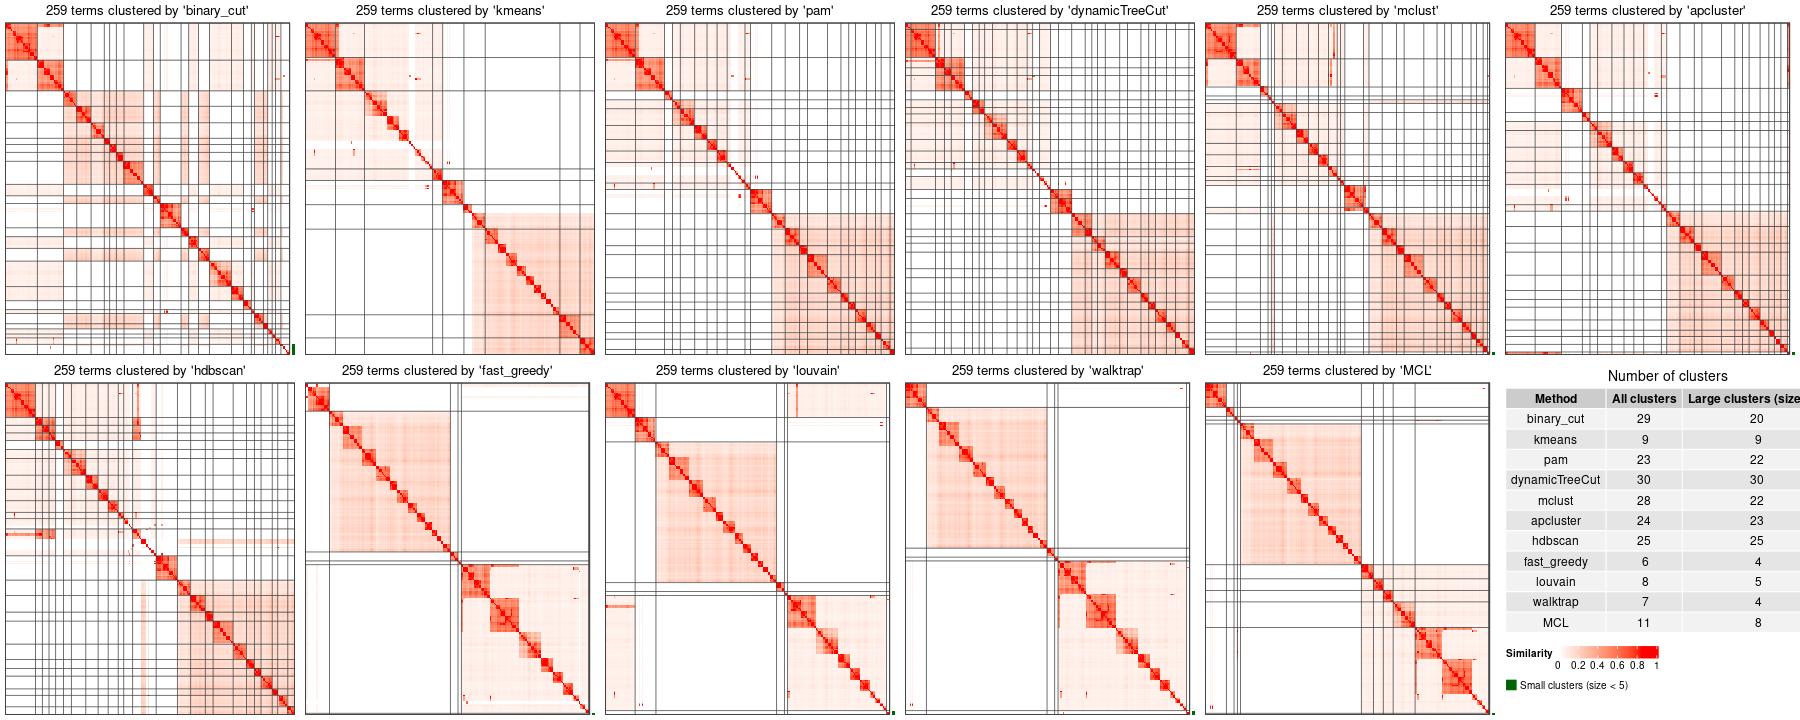 259 terms clustered by 'binary_cut'
259 terms clustered by 'kmeans'
259 terms clustered by 'pam'
259 terms clustered by 'dynamicTreeCut'
259 terms clustered by 'mclust'
259 terms clustered by 'apcluster'
259 terms clustered by 'hdbscan'
259 terms clustered by 'fast_greedy'
259 terms clustered by 'louvain'
259 terms clustered by 'walktrap'
259 terms clustered by 'MCL'
Number of clusters
Method All clusters Large clusters (size
binary_cut 29 20
kmeans 9 9
pam 23 22
dynamicTreeCut 30 30
mclust 28 22
apcluster 24 23
hdbscan 25 25
fast_greedy 6 4
louvain 8 5
walktrap 7 4
MCL 11 8
Similarity 0 0.2 0.4 0.6 0.8 1
Small clusters (size < 5)